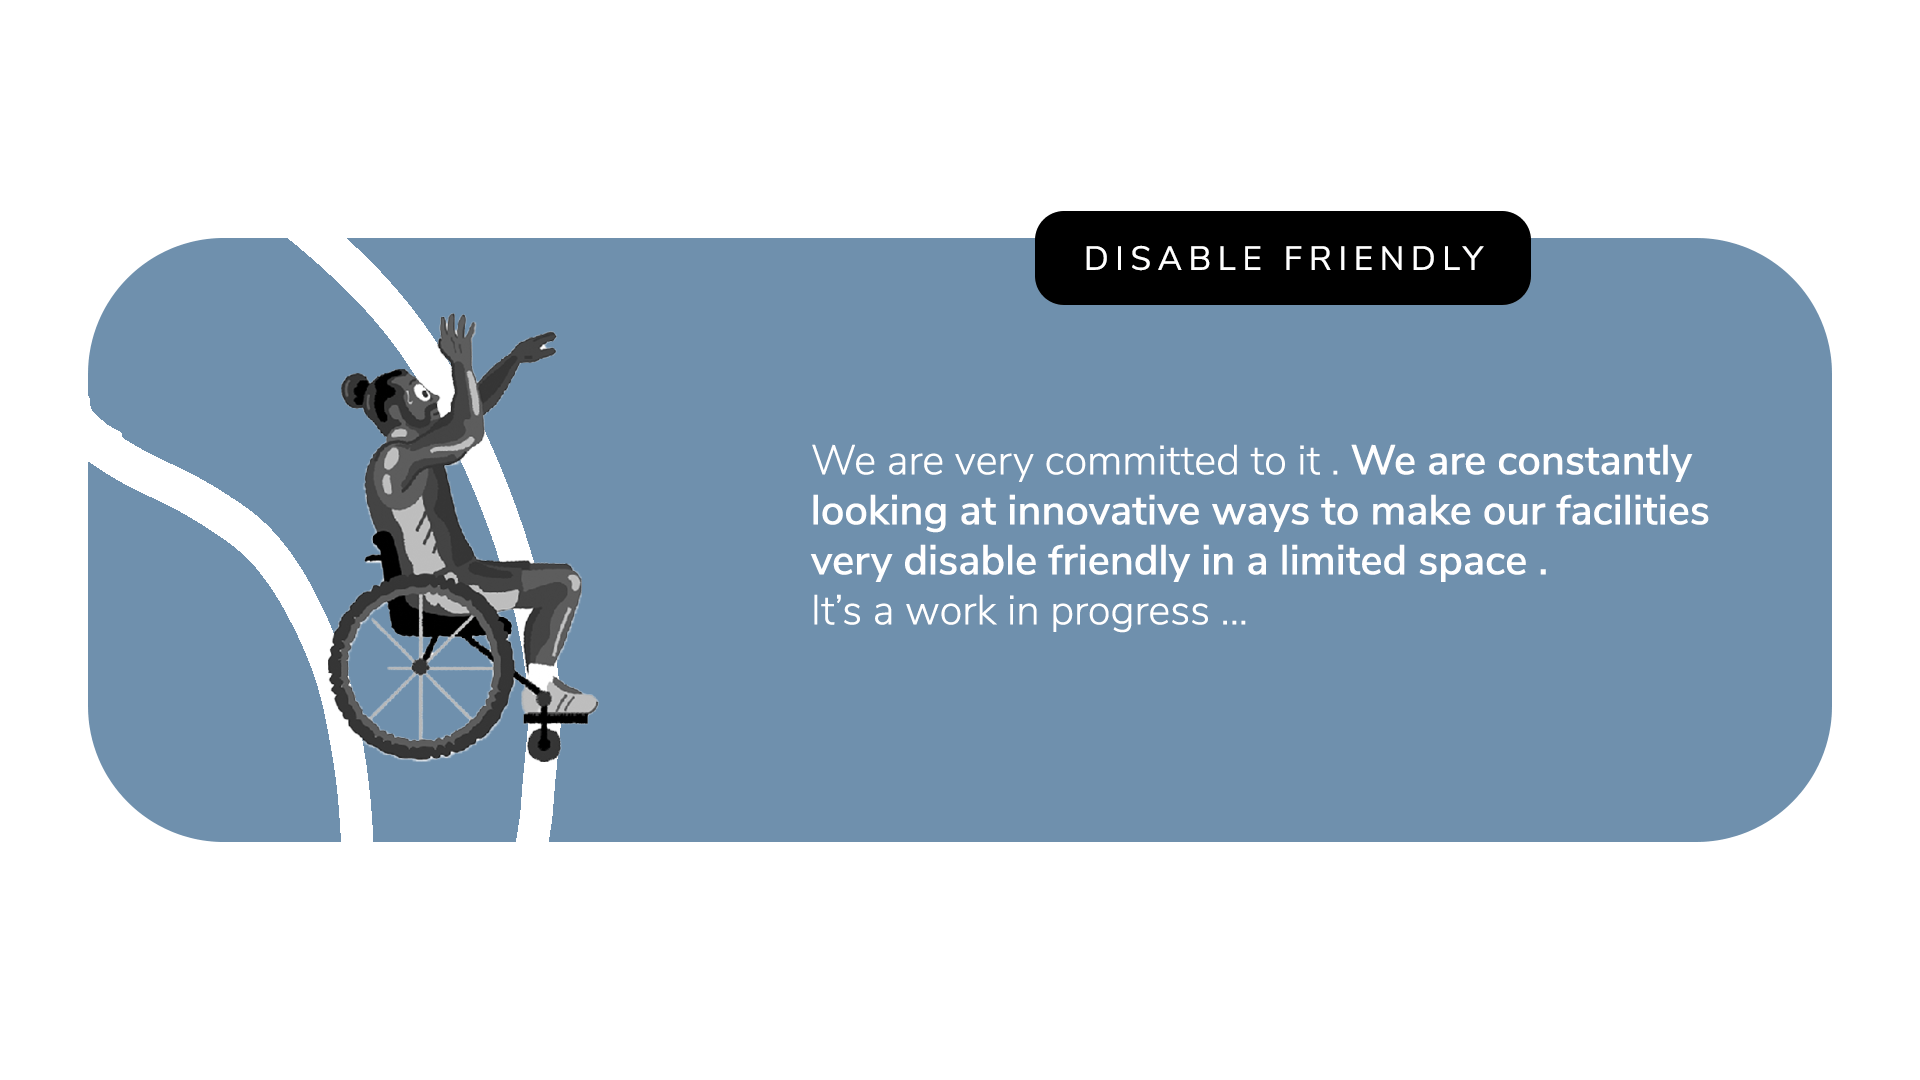 DISABLE FRIENDLY
We are very committed to it . We are constantly
looking at innovative ways to make our facilities
very disable friendly in a limited space .
It’s a work in progress ...